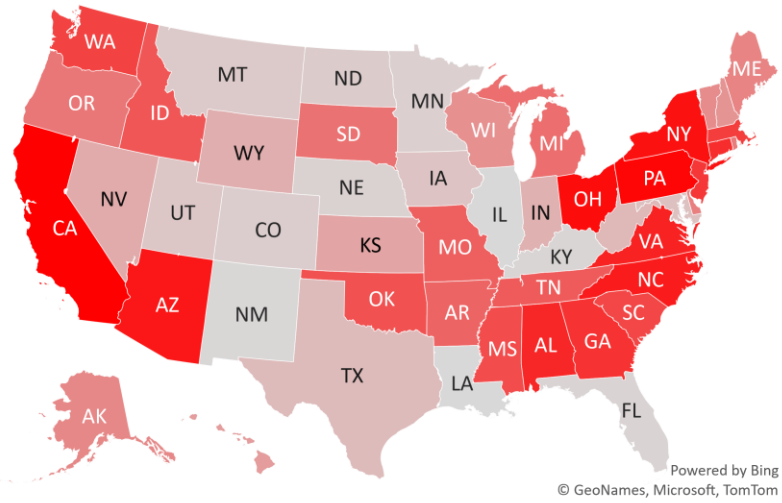 WA
MT
ND
MN
ME
OR
ID
SD
WI
MI
NY
WY
NV
UT
NE
IA
PA
OH
IL
IN
CA
CO
KS
MO
KY
VA
AZ
NM
OK
TN
NC
AR
SC
MS
AL
GA
TX
LA
FL
AK
Powered by Bing
© GeoNames, Microsoft, TomTom